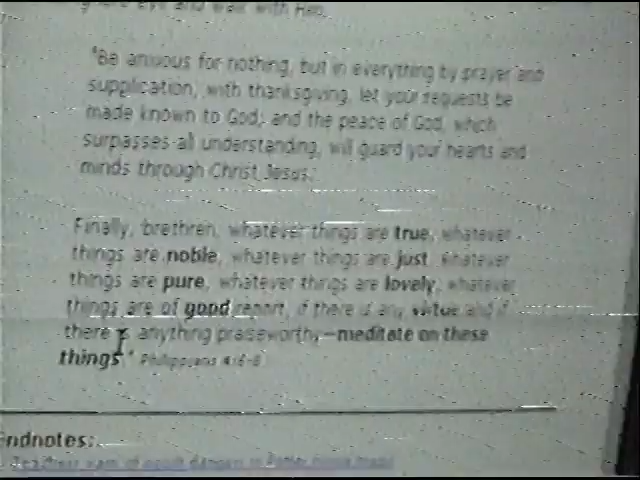 and walk with
"Be anxious for nothing, but in everything by prayer and
supplication, with thanksgiving, let your requests be
made known to God; and the peace of God, which
surpasses all understanding, will guard your hearts and
minds through Christ Jesus.
Finally, brethren, whatever things are true, whatever
things are noble, whatever things are just, whatever
things are pure, whatever things are lovely, whatever
things are of good report, if there is any virtue and if
there is anything praiseworthy—meditate on these
things" Philippians 4:6-8
ndnotes: